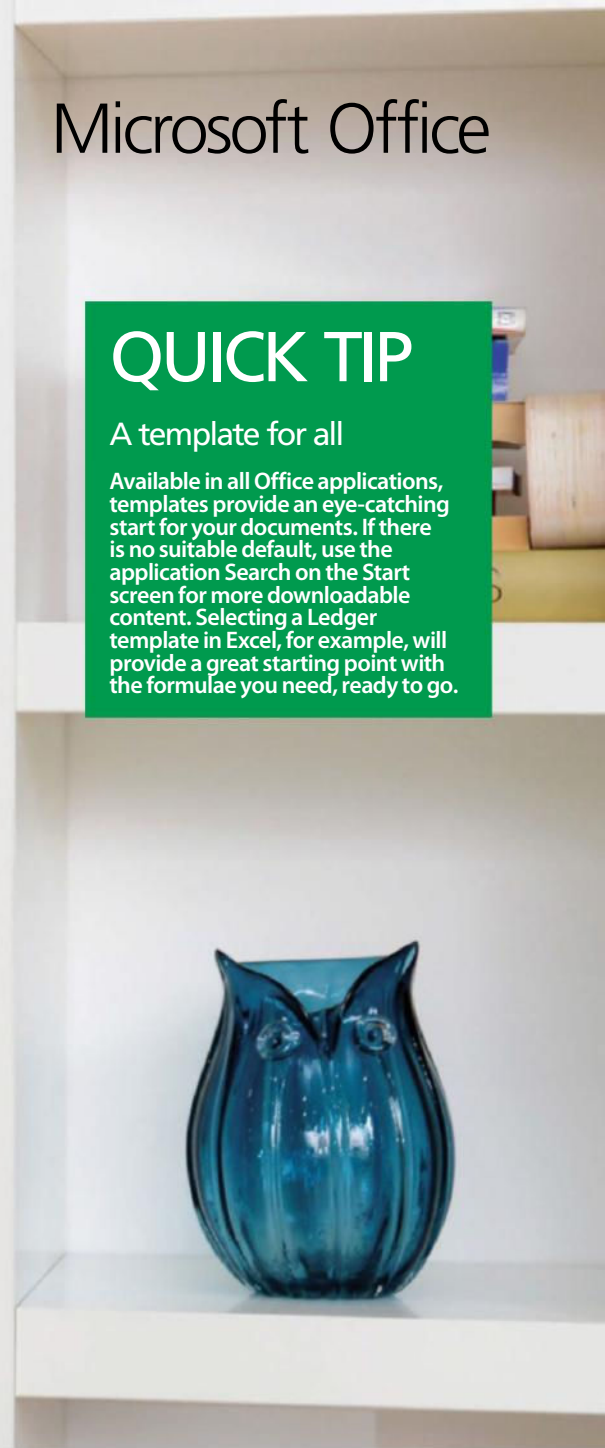 Microsoft Office
QUICK TIP
A template for all
Available in all Office applications,
templates provide an eye-catching
start for your documents. If there
is no suitable default, use the
application Search on the Start
screen for more downloadable
content. Selecting a Ledger
template in Excel, for example, will
provide a great starting point with
the formulae you need, ready to go.